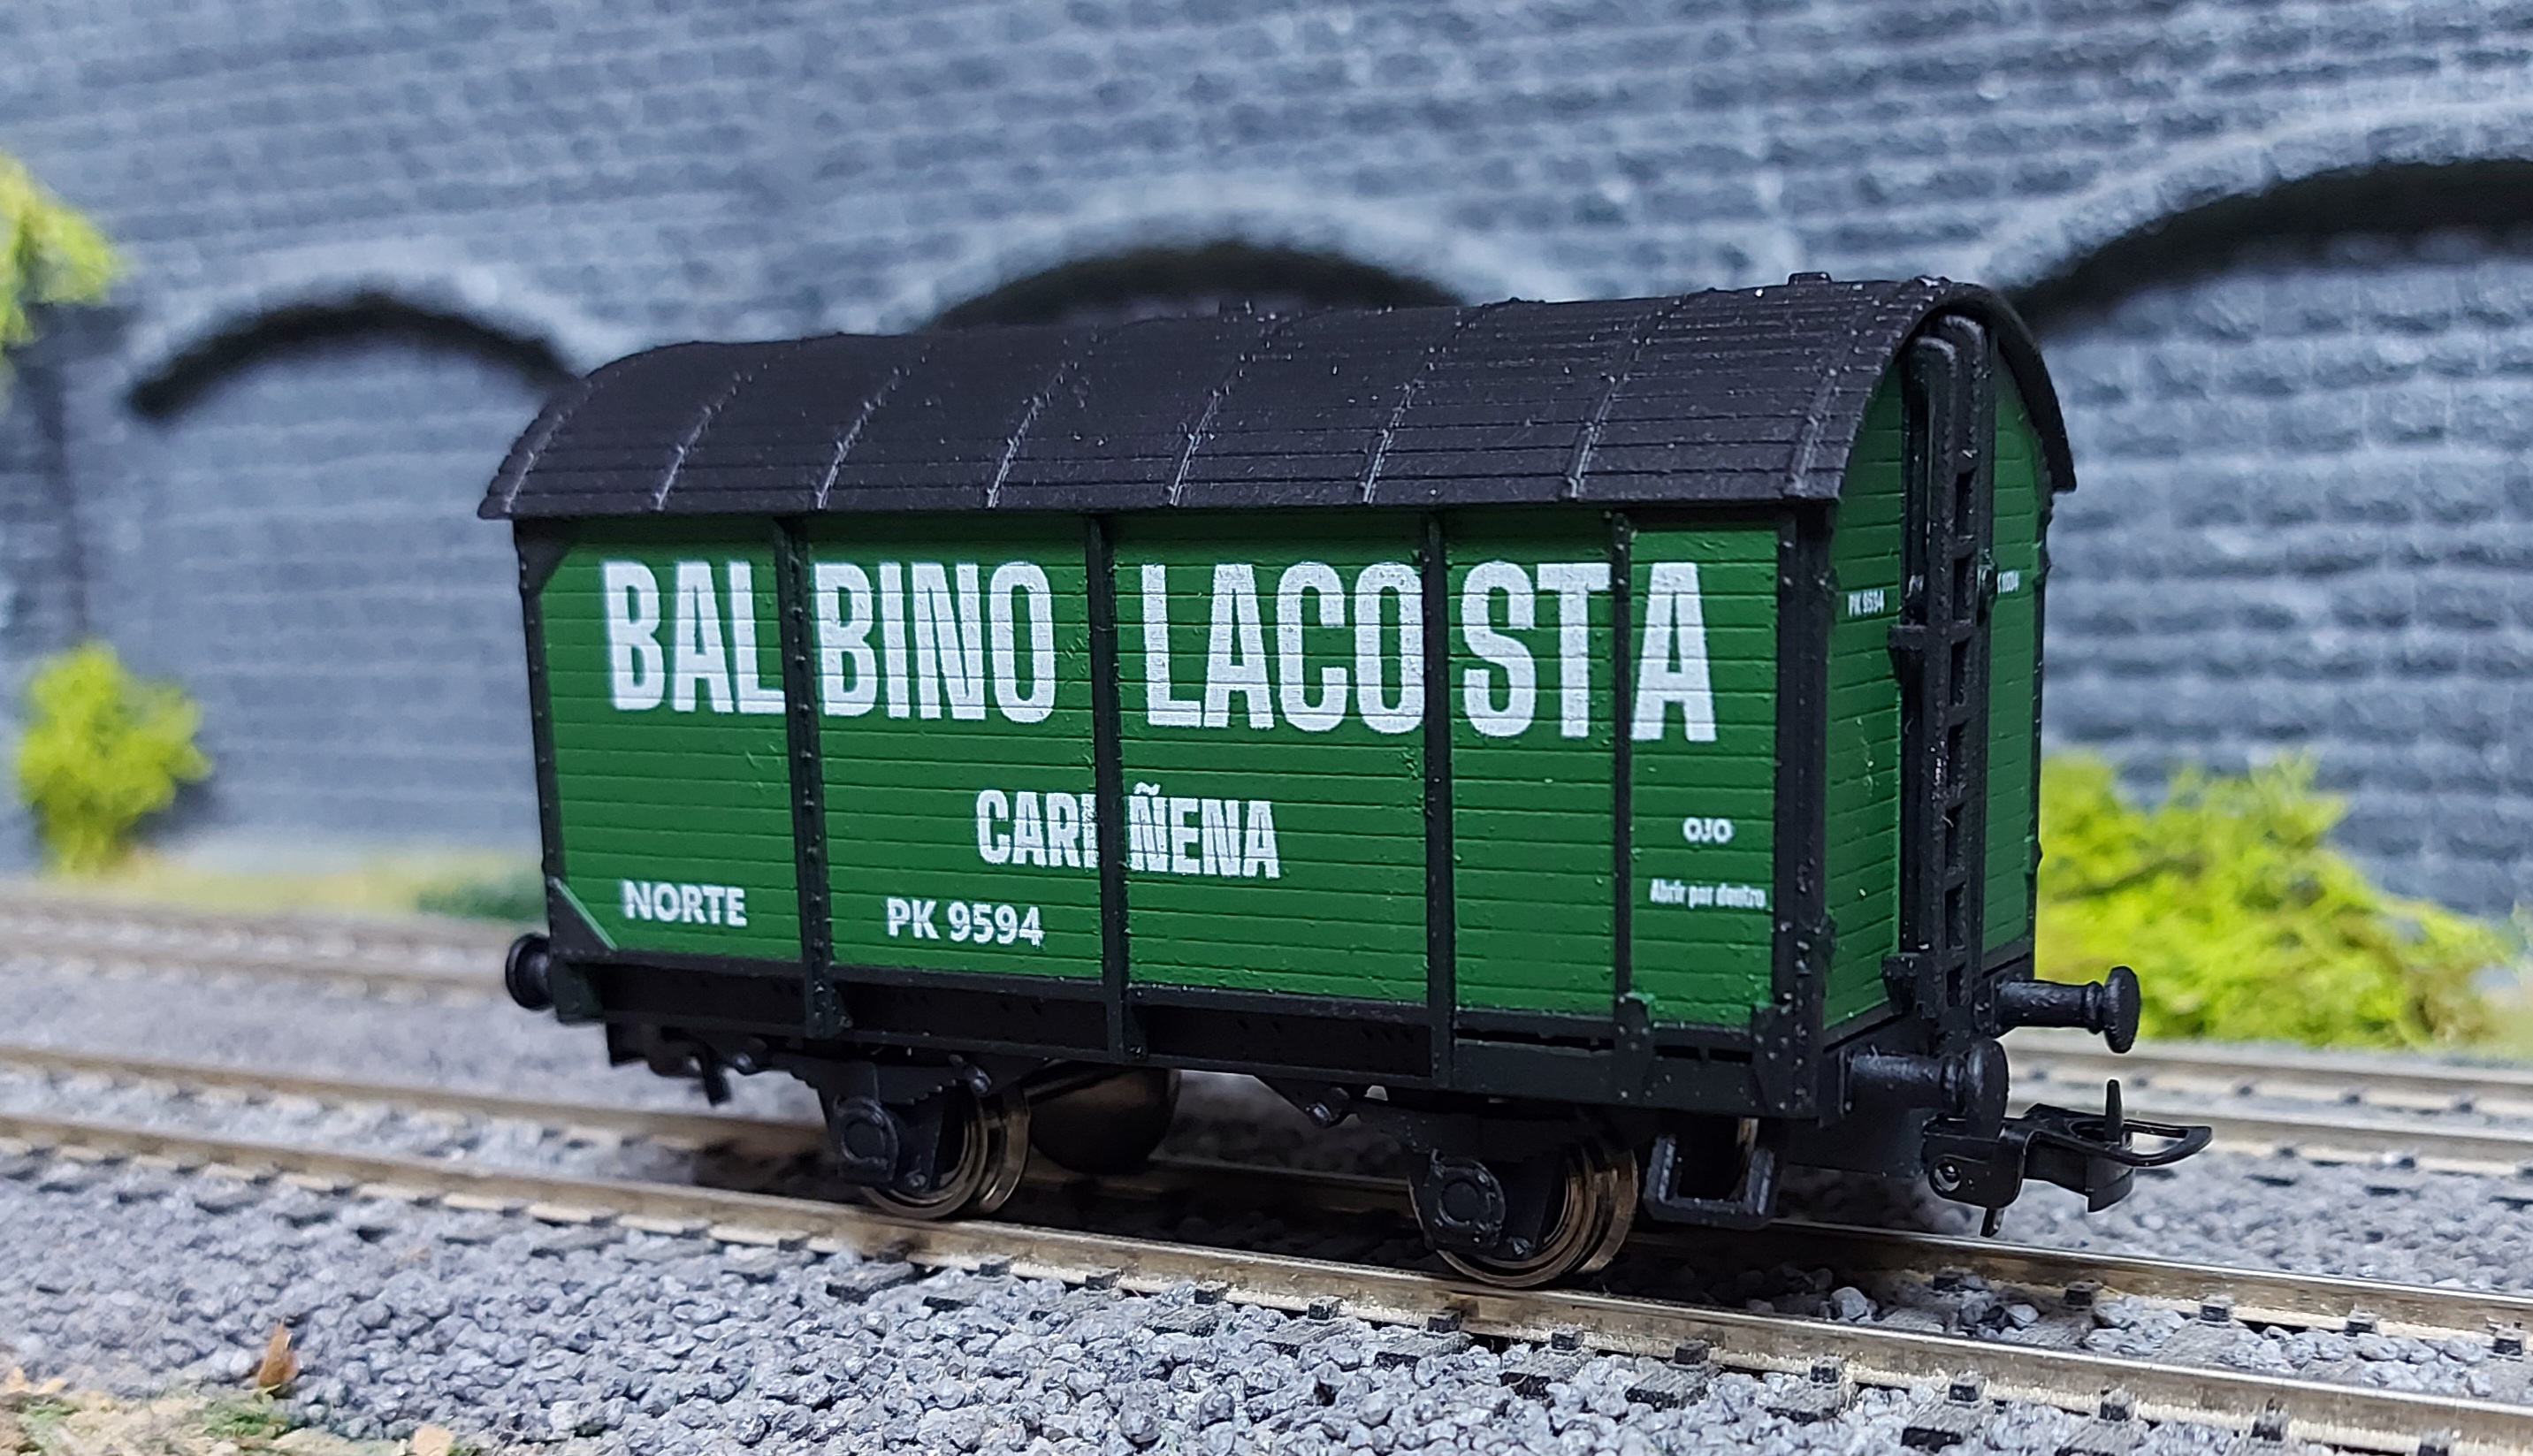 BALBINO LACOSTA
CARIÑENA
OJO
Abrir por dentro
NORTE
PK 9594
PK 9594